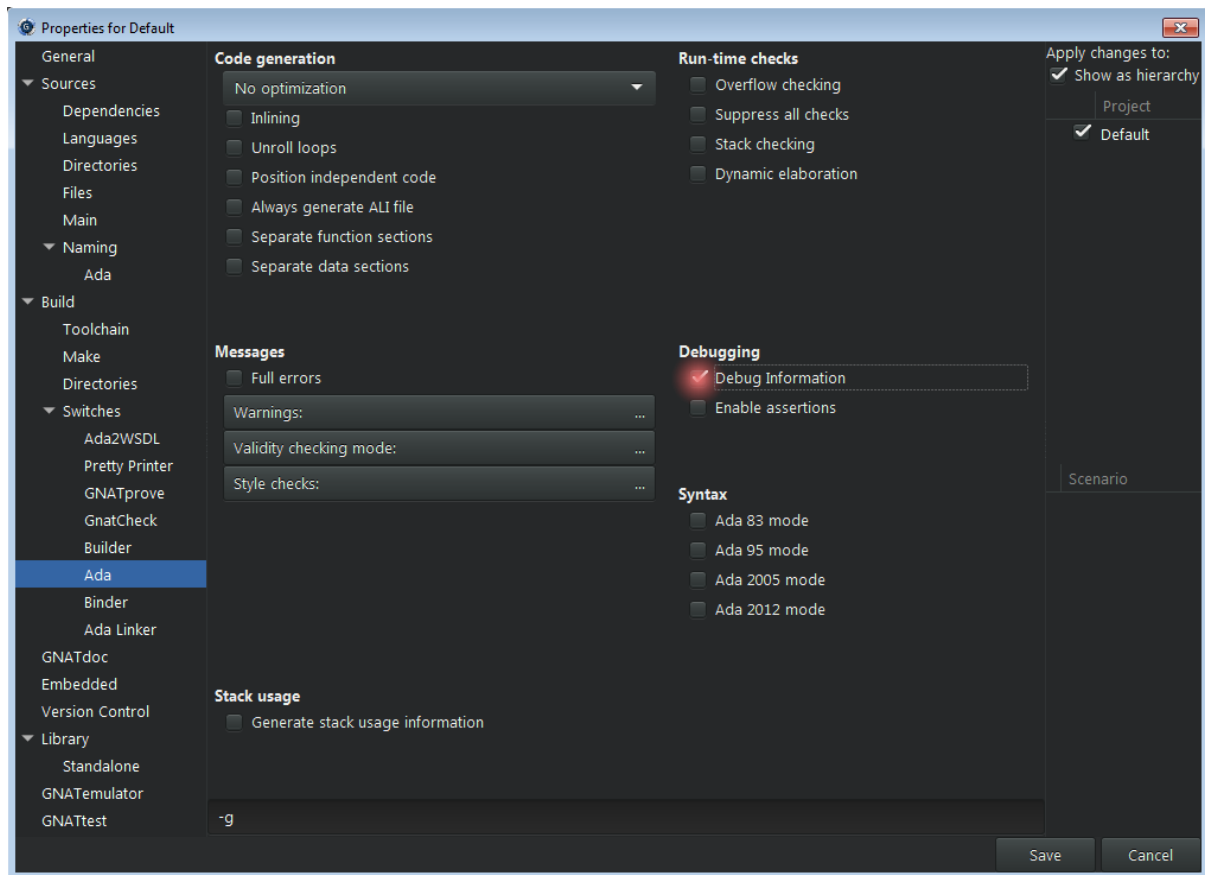 Properties for Default
General
Sources
Dependencies
Languages
Directories
Files
Main
Naming
Ada
Build
Toolchain
Make
Directories
Switches
Ada2WSDL
Pretty Printer
GNATprove
GnatCheck
Builder
Ada
Binder
Ada Linker
GNATdoc
Embedded
Version Control
Library
Standalone
GNATemulator
GNATtest
Code generation
No optimization
Inlining
Unroll loops
Position independent code
Always generate ALI file
Separate function sections
Separate data sections
Run-time checks
Overflow checking
Suppress all checks
Stack checking
Dynamic elaboration
Messages
Full errors
Warnings: ...
Validity checking mode: ...
Style checks: ...
Debugging
Debug Information
Enable assertions
Syntax
Ada 83 mode
Ada 95 mode
Ada 2005 mode
Ada 2012 mode
Stack usage
Generate stack usage information
-g
Apply changes to:
Show as hierarchy
Project
Default
Scenario
Save
Cancel